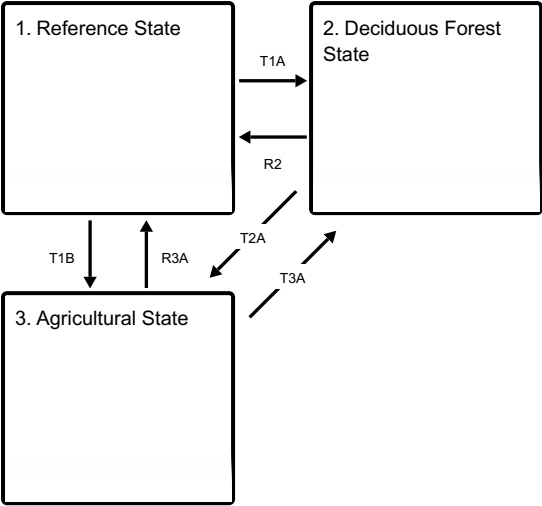 1. Reference State
2. Deciduous Forest
State
T1A
R2
T2A
T1B
R3A
T3A
3. Agricultural State